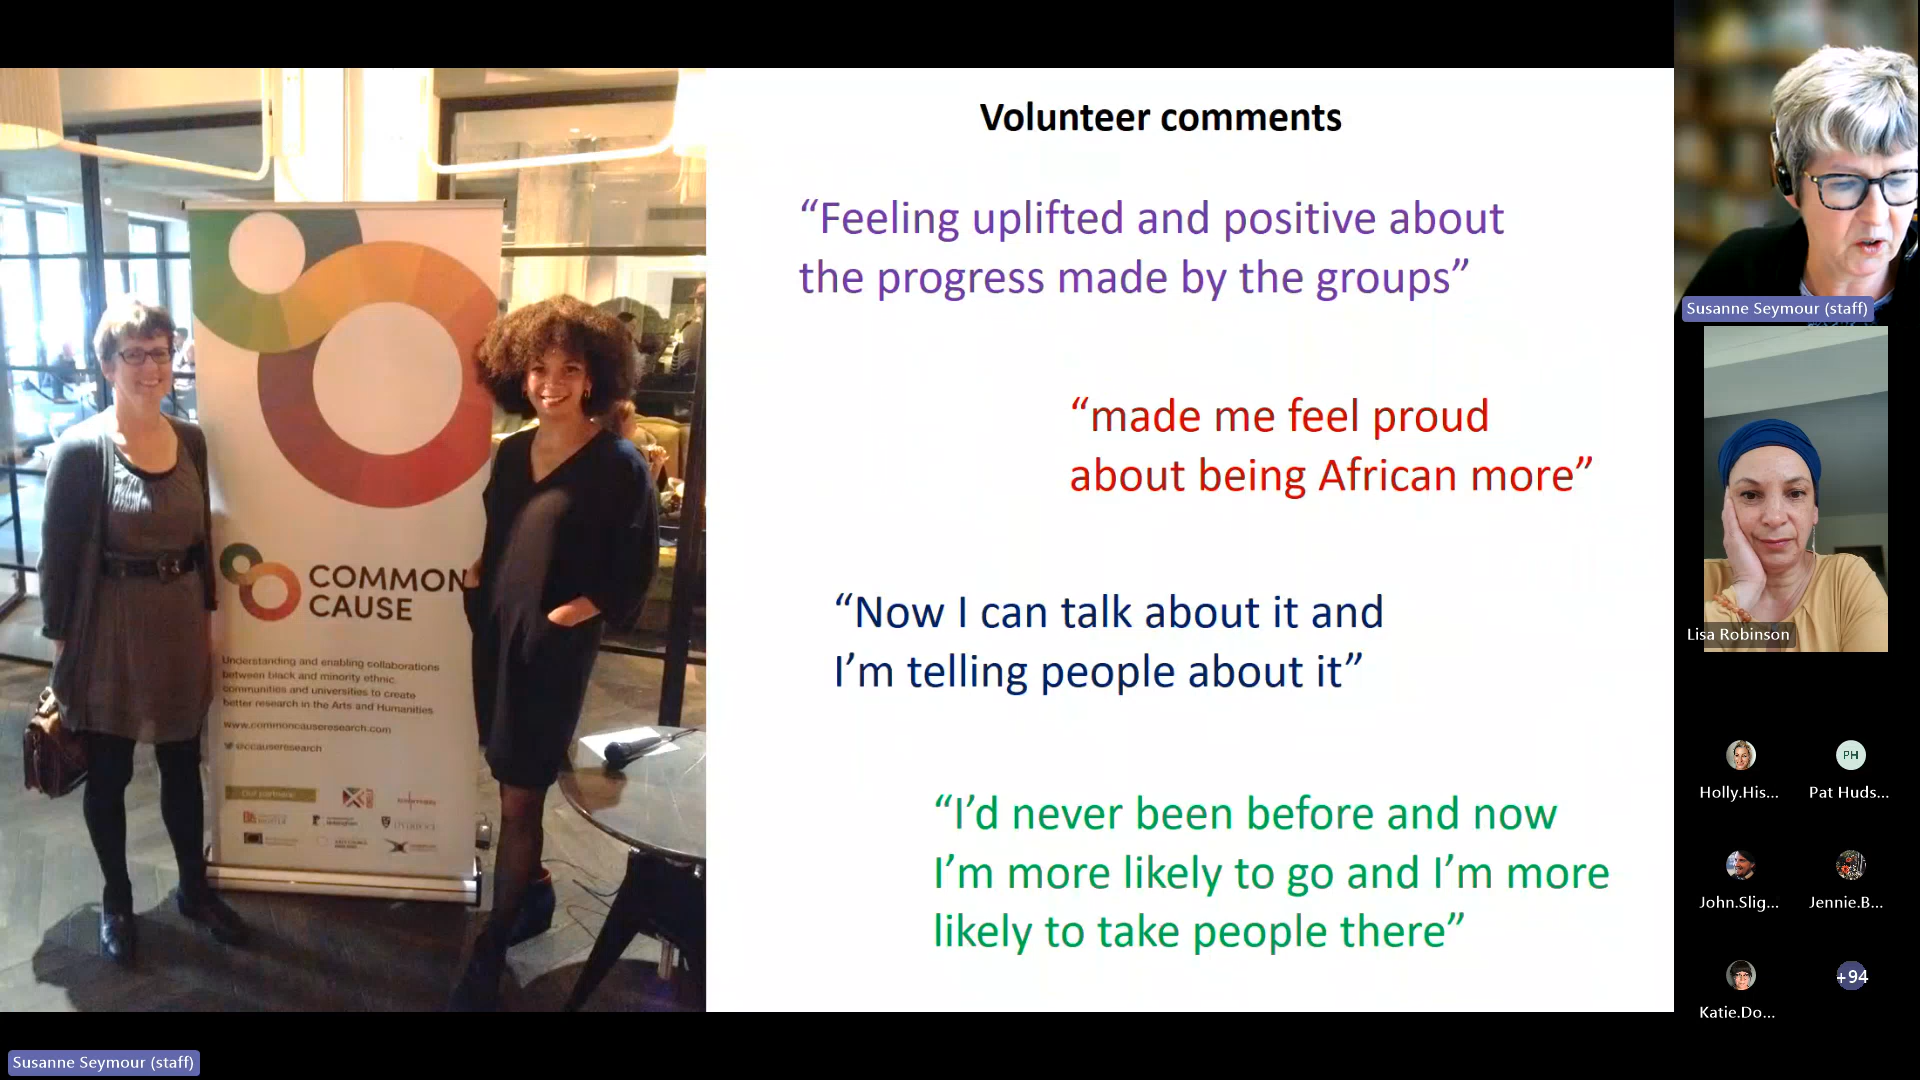 Volunteer comments
“Feeling uplifted and positive about
the progress made by the groups”
“made me feel proud
about being African more”
“Now I can talk about it and
I’m telling people about it”
“I’d never been before and now
I’m more likely to go and I’m more
likely to take people there”
COMMON
CAUSE
Understanding and enabling collaborations
between black and minority ethnic
communities and universities to create
better research in the Arts and Humanities
www.commoncauseresearch.com
@ccauseresearch
Our partners:
Susanne Seymour (staff)
Lisa Robinson
Holly.His...
PH
Pat Huds...
John.Slig...
Jennie.B...
Katie.Do...
+94
Susanne Seymour (staff)